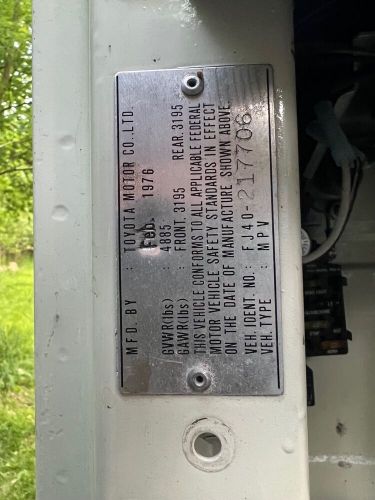 MFD. BY : TOYOTA MOTOR CO.,LTD.
Feb. 1976
GVWR(lbs) : 4885
GAWR(lbs) : FRONT 3195 REAR 3195
THIS VEHICLE CONFORMS TO ALL APPLICABLE FEDERAL
MOTOR VEHICLE SAFETY STANDARDS IN EFFECT
ON THE DATE OF MANUFACTURE SHOWN ABOVE.
VEH. IDENT. NO.: FJ40-217706
VEH. TYPE : MPV